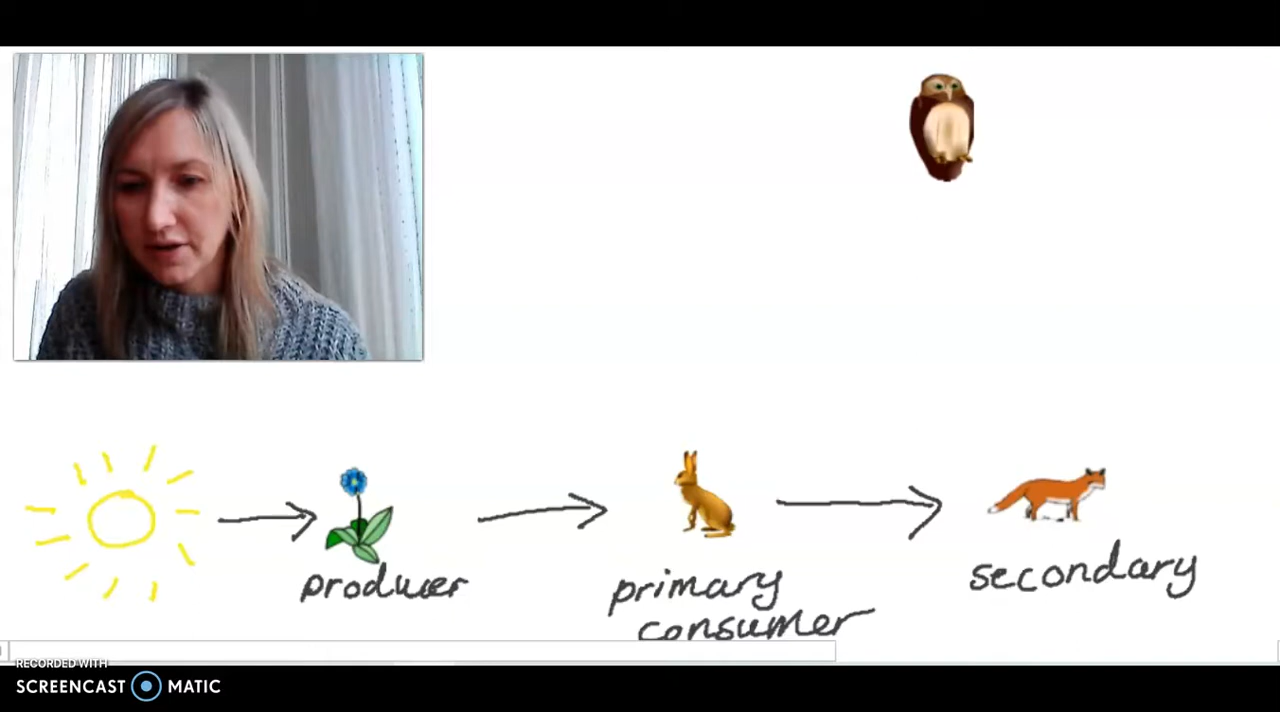 producer
primary
consumer
secondary
RECORDED WITH
SCREENCAST MATIC